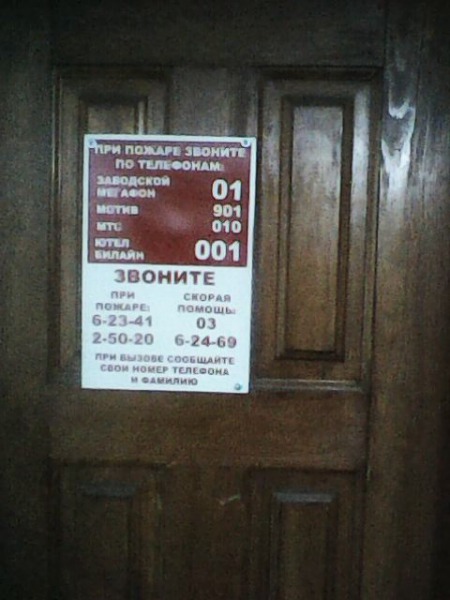 ПРИ ПОЖАРЕ ЗВОНИТЕ
ПО ТЕЛЕФОНАМ:
ЗАВОДСКОЙ
МЕГАФОН 01
МОТИВ 901
МТС 010
ЮТЕЛ
БИЛАЙН 001
ЗВОНИТЕ
ПРИ ПОЖАРЕ:
6-23-41
2-50-20
СКОРАЯ ПОМОЩЬ:
03
6-24-69
ПРИ ВЫЗОВЕ СООБЩАЙТЕ
СВОЙ НОМЕР ТЕЛЕФОНА
И ФАМИЛИЮ